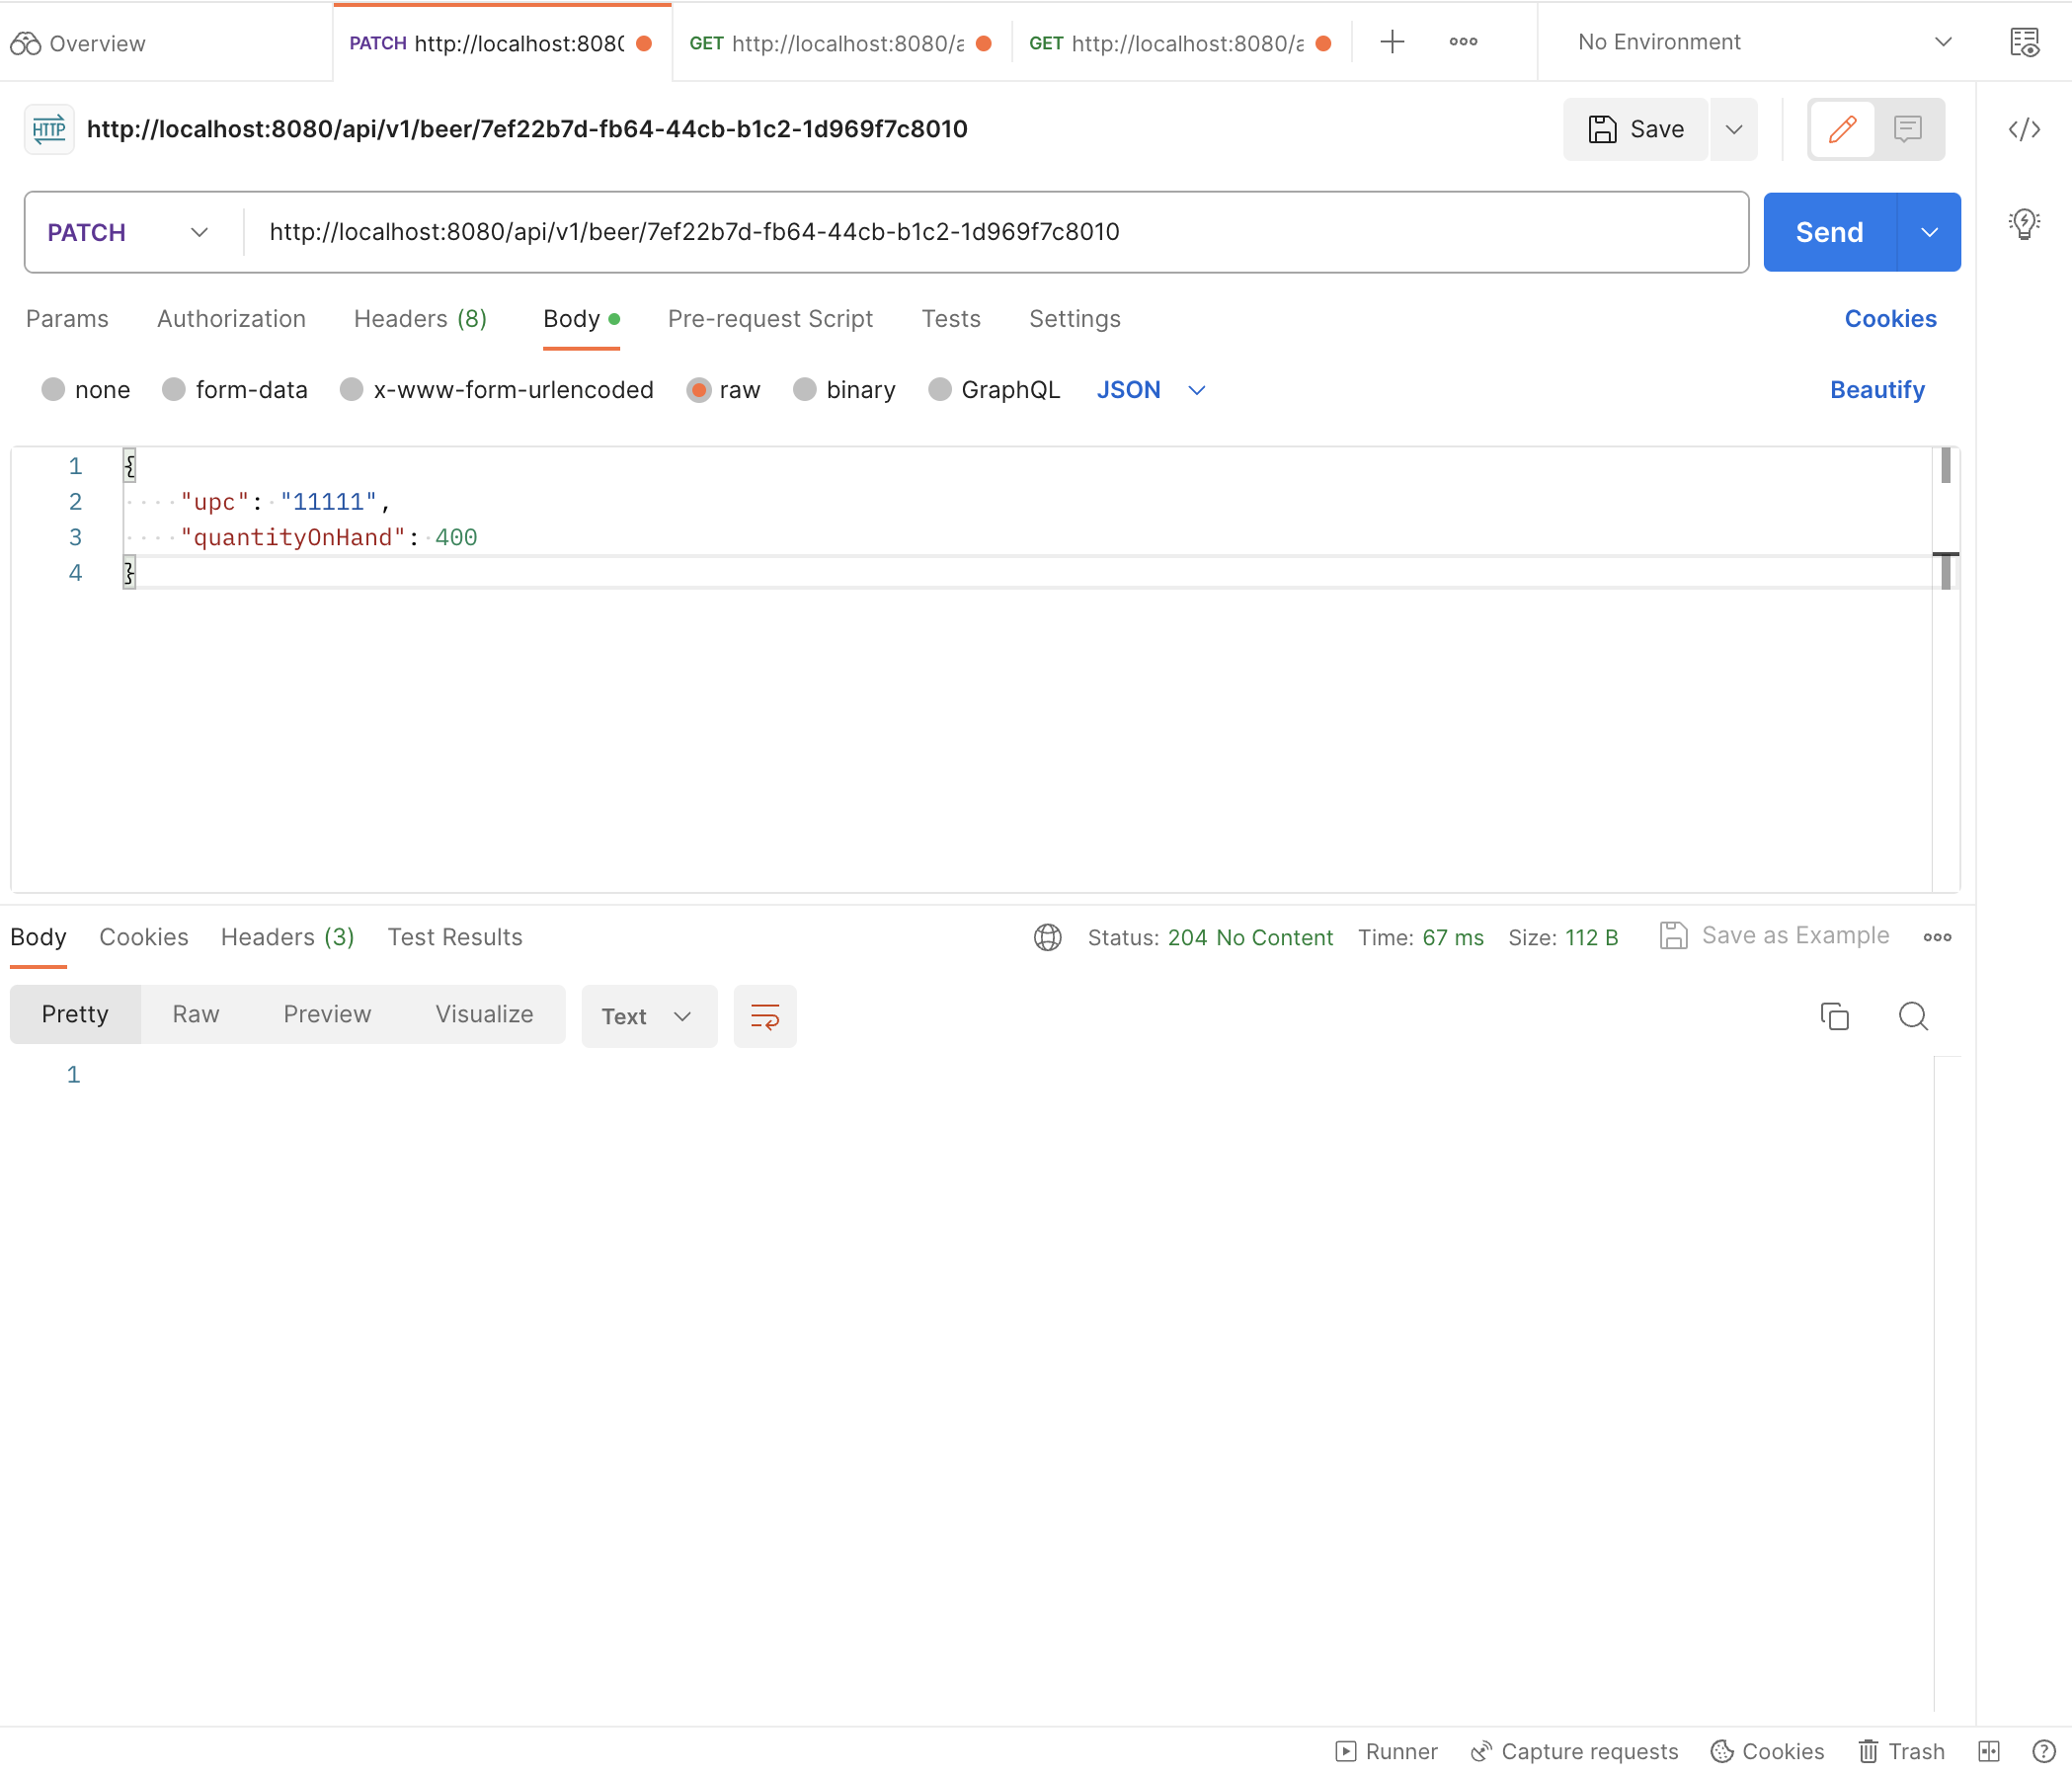 Overview
PATCH http://localhost:8080
GET http://localhost:8080/a
GET http://localhost:8080/a
No Environment
HTTP http://localhost:8080/api/v1/beer/7ef22b7d-fb64-44cb-b1c2-1d969f7c8010
Save
PATCH http://localhost:8080/api/v1/beer/7ef22b7d-fb64-44cb-b1c2-1d969f7c8010
Send
Params Authorization Headers (8) Body Pre-request Script Tests Settings Cookies
none form-data x-www-form-urlencoded raw binary GraphQL JSON Beautify
1 {
2 "upc": "11111",
3 "quantityOnHand": 400
4 }
Body Cookies Headers (3) Test Results Status: 204 No Content Time: 67 ms Size: 112 B Save as Example
Pretty Raw Preview Visualize Text
1
Runner Capture requests Cookies Trash